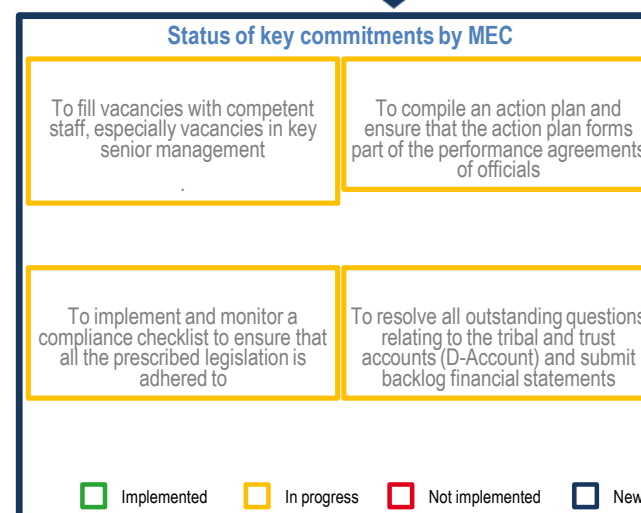 Status of key commitments by MEC
To fill vacancies with competent
staff, especially vacancies in key
senior management
.
To compile an action plan and
ensure that the action plan forms
part of the performance agreements
of officials
To implement and monitor a
compliance checklist to ensure that
all the prescribed legislation is
adhered to
To resolve all outstanding questions
relating to the tribal and trust
accounts (D-Account) and submit
backlog financial statements
Implemented
In progress
Not implemented
New